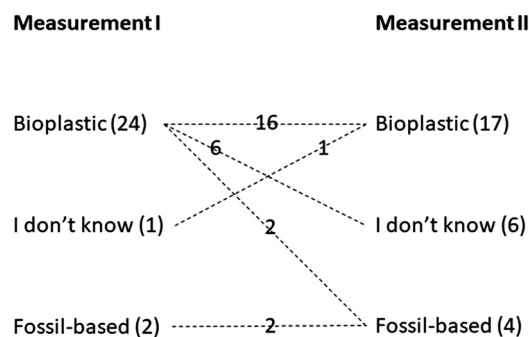 Measurement I Measurement II
Bioplastic (24) 16 Bioplastic (17)
6 1
I don't know (1) 2 I don't know (6)
Fossil-based (2) 2 Fossil-based (4)